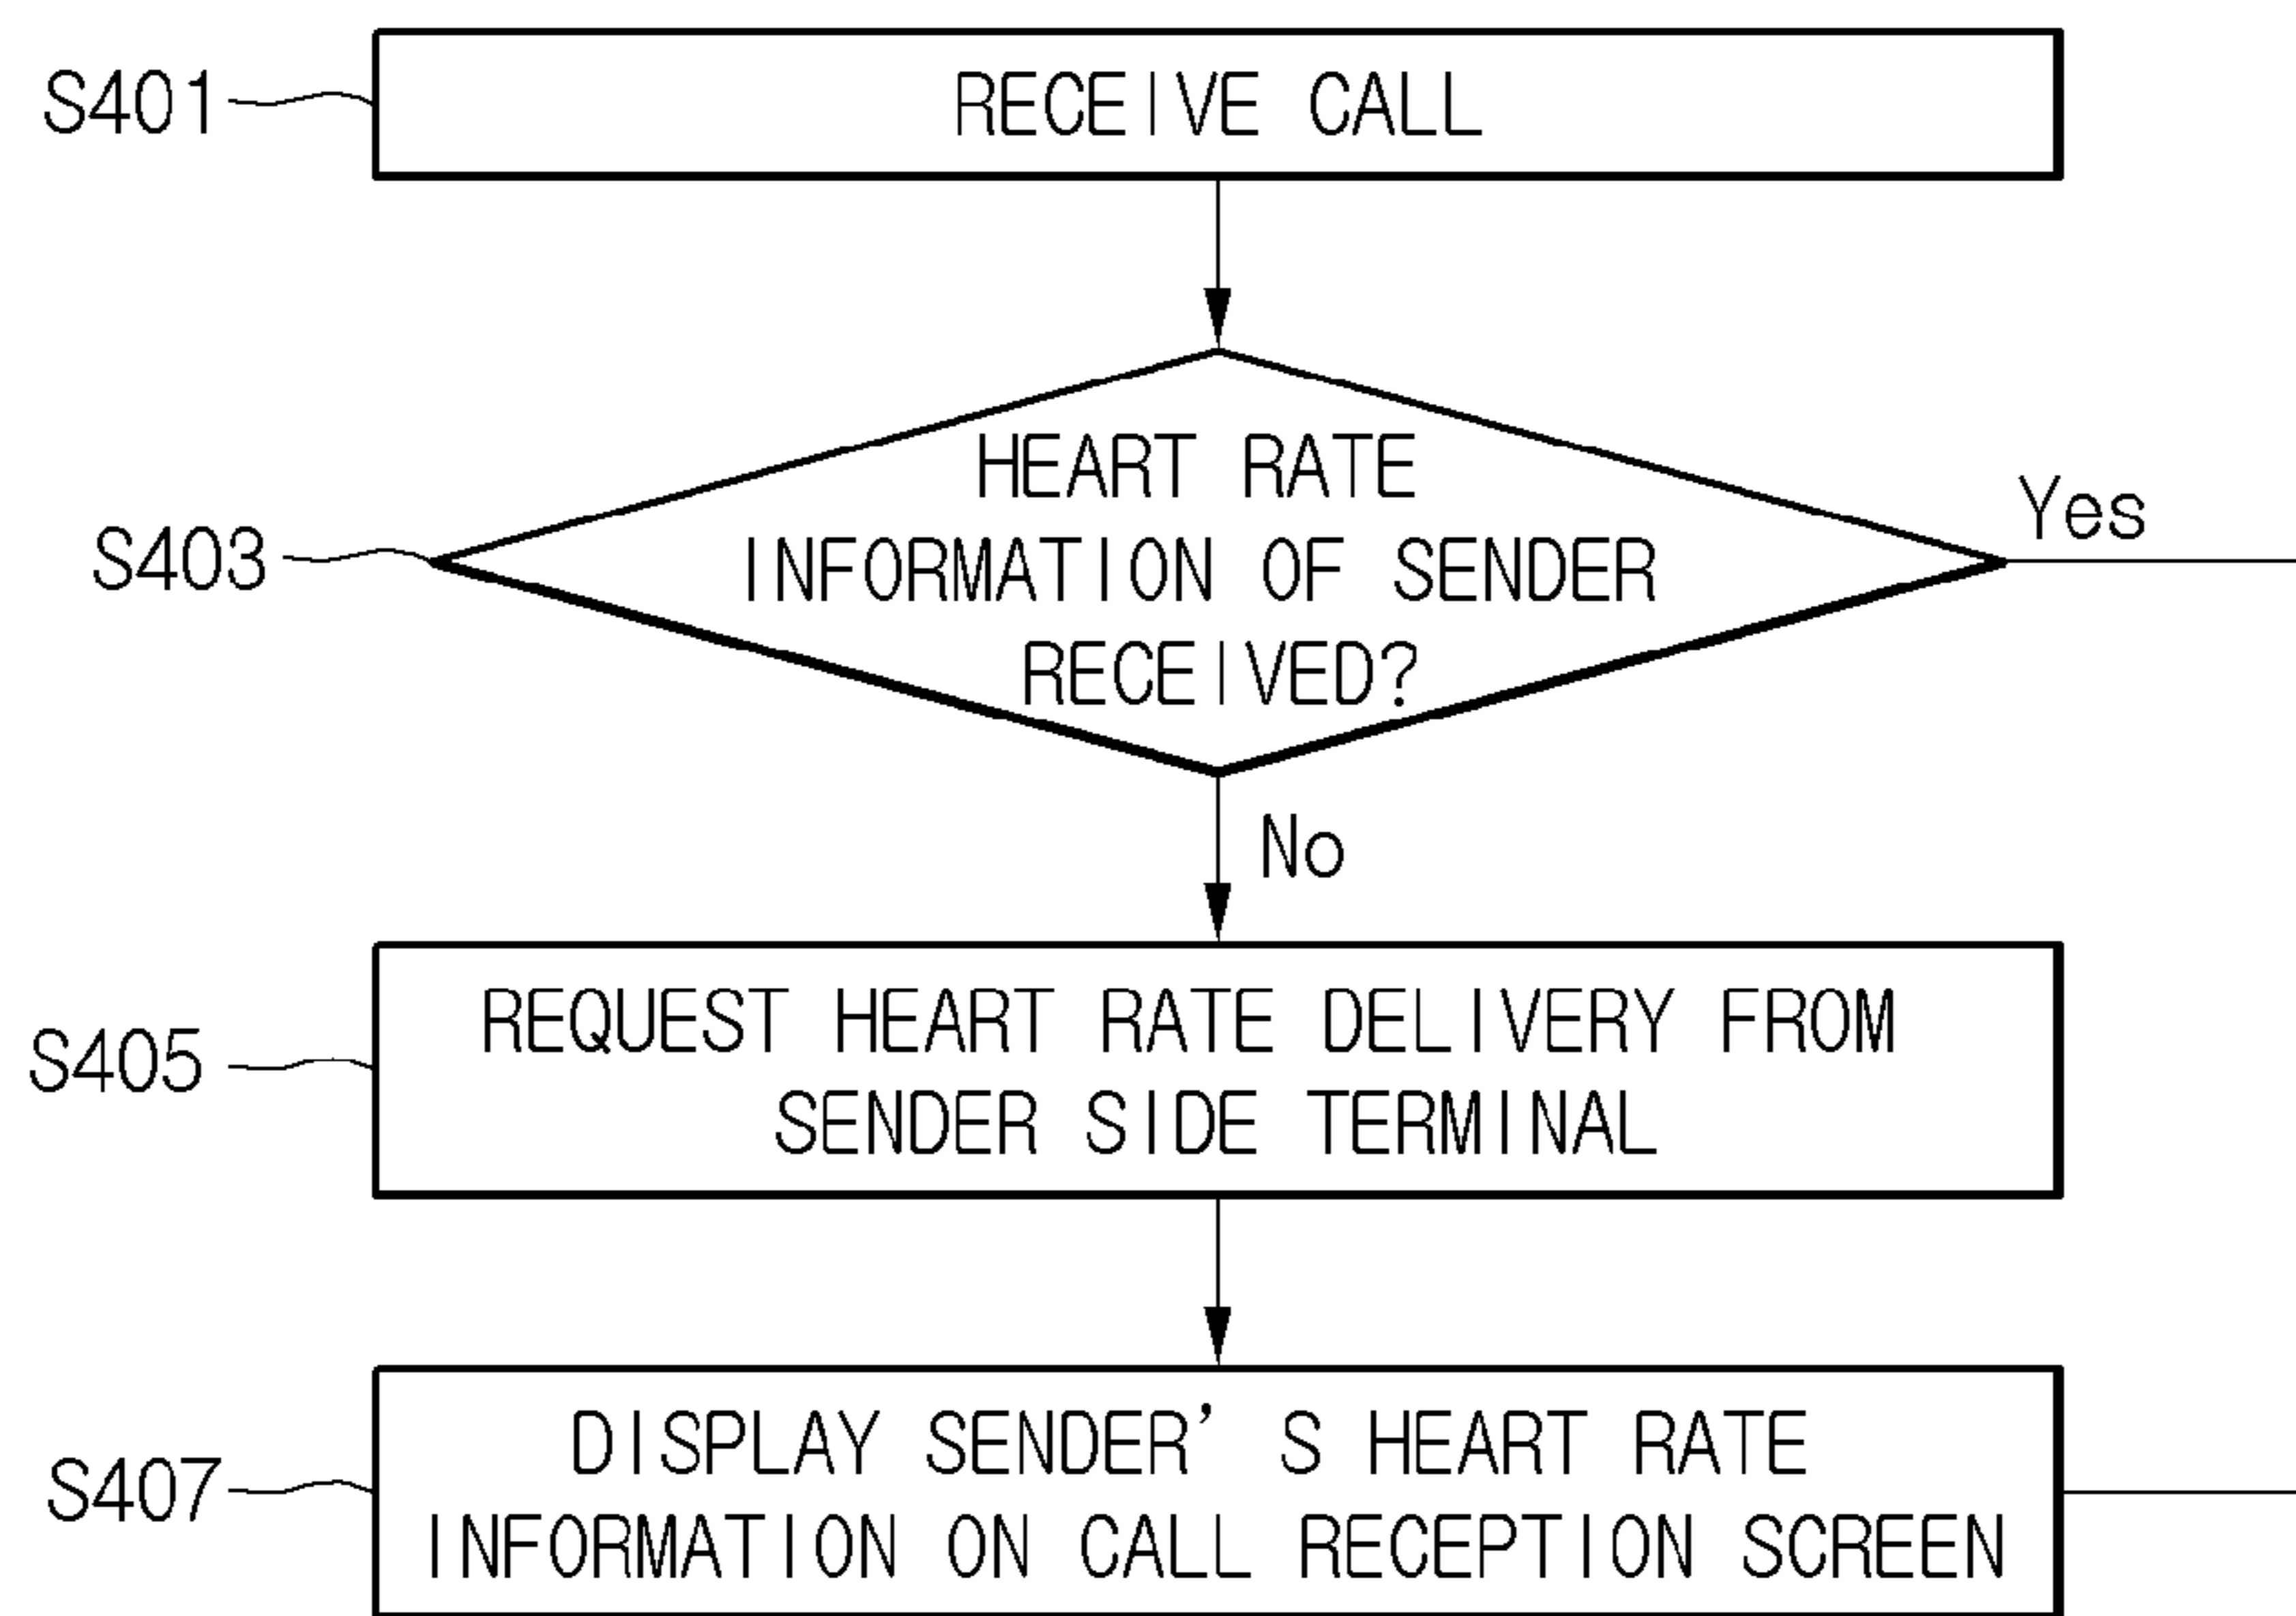 S401
RECEIVE CALL
HEART RATE
INFORMATION OF SENDER
RECEIVED?
S403
Yes
No
S405
REQUEST HEART RATE DELIVERY FROM
SENDER SIDE TERMINAL
S407
DISPLAY SENDER' S HEART RATE
INFORMATION ON CALL RECEPTION SCREEN